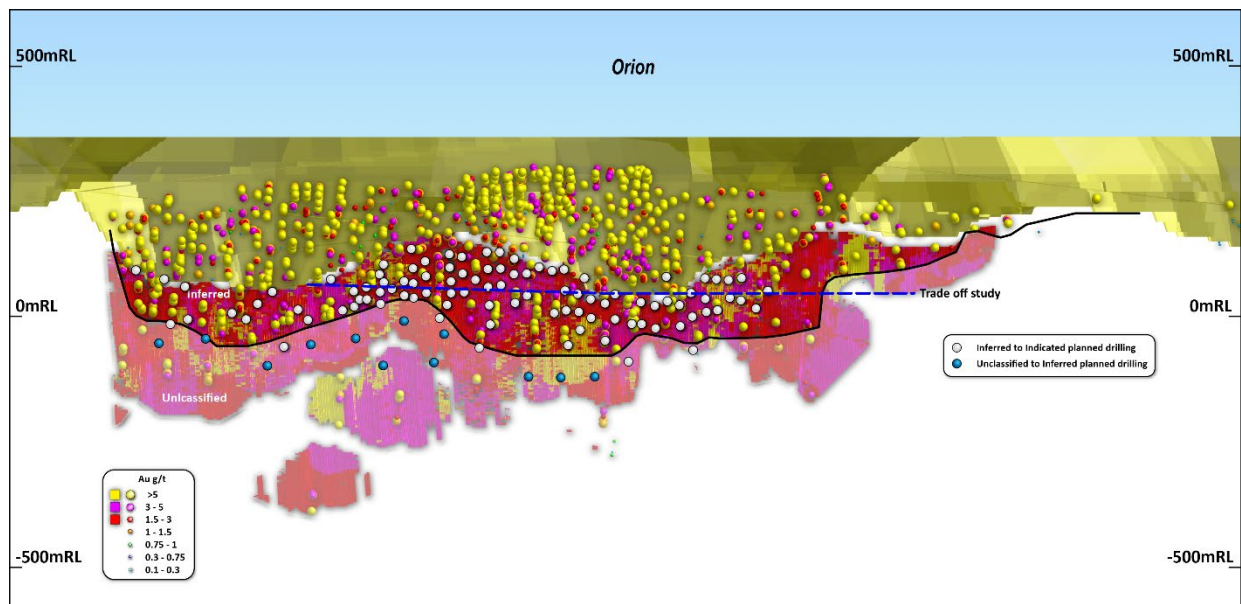 500mRL
Orion
500mRL
Inferred
0mRL
Trade off study
0mRL
Inferred to Indicated planned drilling
Unclassified to Inferred planned drilling
Unlcassified
Au g/t
>5
3 - 5
1.5 - 3
1 - 1.5
0.75 - 1
0.3 - 0.75
0.1 - 0.3
-500mRL
-500mRL